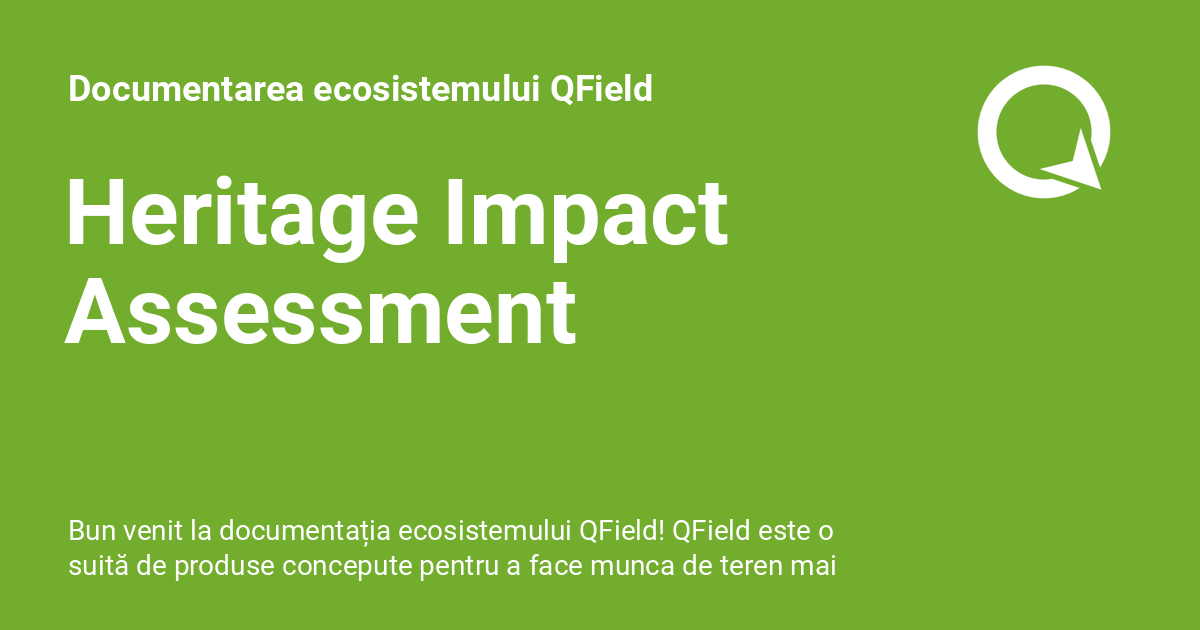 Documentarea ecosistemului QField
Heritage Impact
Assessment
Bun venit la documentația ecosistemului QField! QField este o
suită de produse concepute pentru a face munca de teren mai